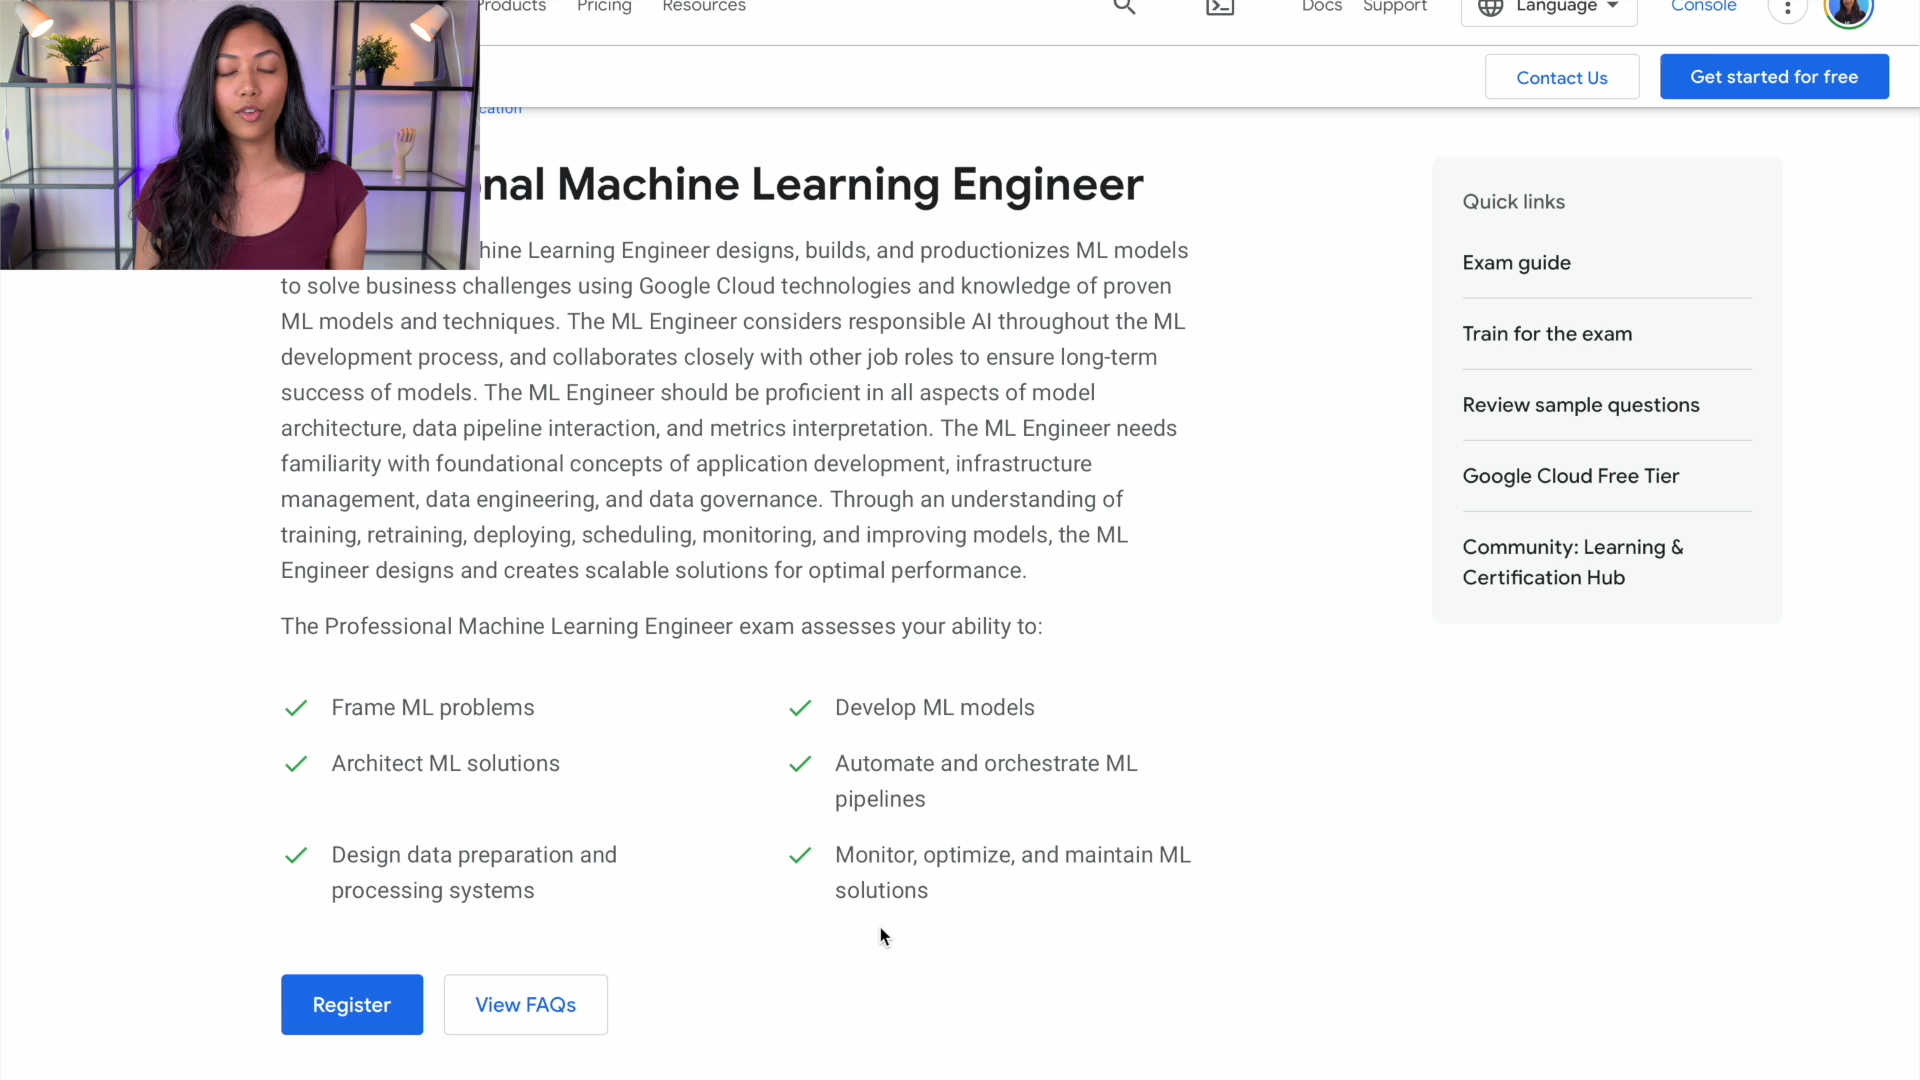 Products Pricing Resources Docs Support Language Console
Contact Us Get started for free
cation
nal Machine Learning Engineer
hine Learning Engineer designs, builds, and productionizes ML models
to solve business challenges using Google Cloud technologies and knowledge of proven
ML models and techniques. The ML Engineer considers responsible AI throughout the ML
development process, and collaborates closely with other job roles to ensure long-term
success of models. The ML Engineer should be proficient in all aspects of model
architecture, data pipeline interaction, and metrics interpretation. The ML Engineer needs
familiarity with foundational concepts of application development, infrastructure
management, data engineering, and data governance. Through an understanding of
training, retraining, deploying, scheduling, monitoring, and improving models, the ML
Engineer designs and creates scalable solutions for optimal performance.
The Professional Machine Learning Engineer exam assesses your ability to:
Frame ML problems
Architect ML solutions
Design data preparation and
processing systems
Develop ML models
Automate and orchestrate ML
pipelines
Monitor, optimize, and maintain ML
solutions
Register View FAQs
Quick links
Exam guide
Train for the exam
Review sample questions
Google Cloud Free Tier
Community: Learning &
Certification Hub